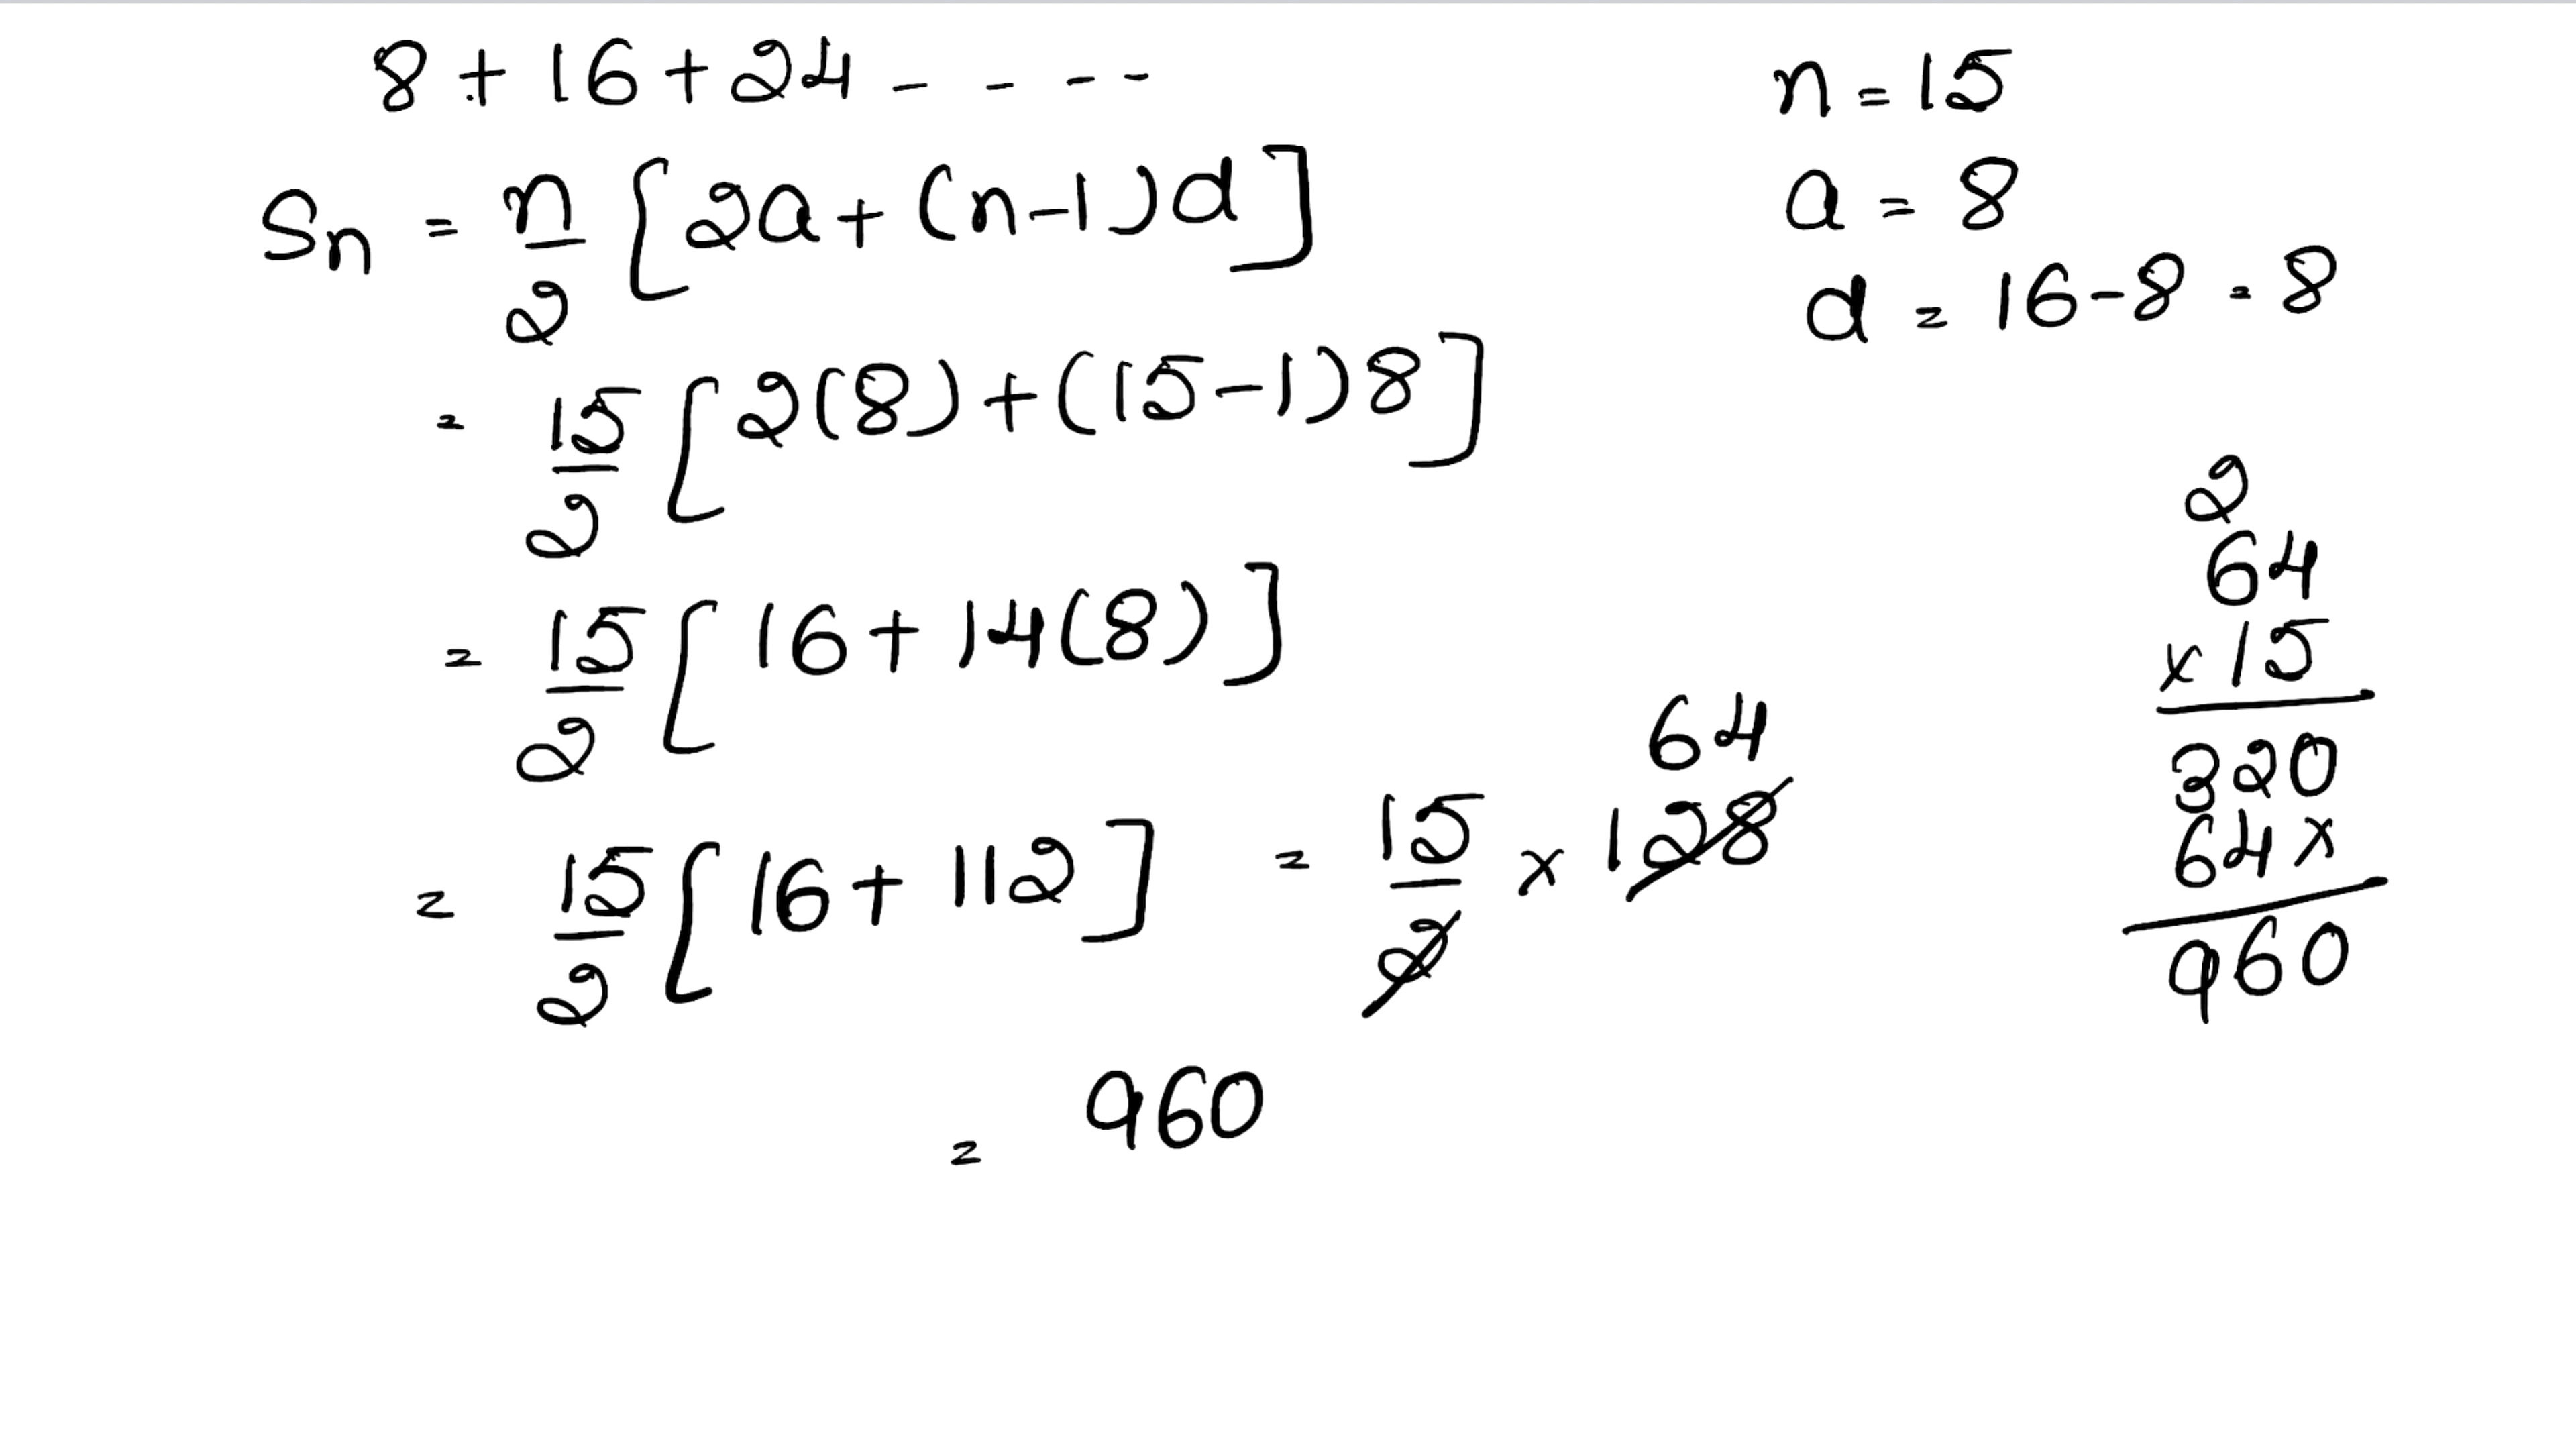 8 + 16 + 24 - - - -
n = 15
a = 8
d = 16 - 8 = 8
Sn = n/2 [2a + (n-1)d]
= 15/2 [2(8) + (15-1)8]
= 15/2 [16 + 14(8)]
= 15/2 [16 + 112] = 15/2 x 128
64
= 960
2
64
x 15
320
64x
960